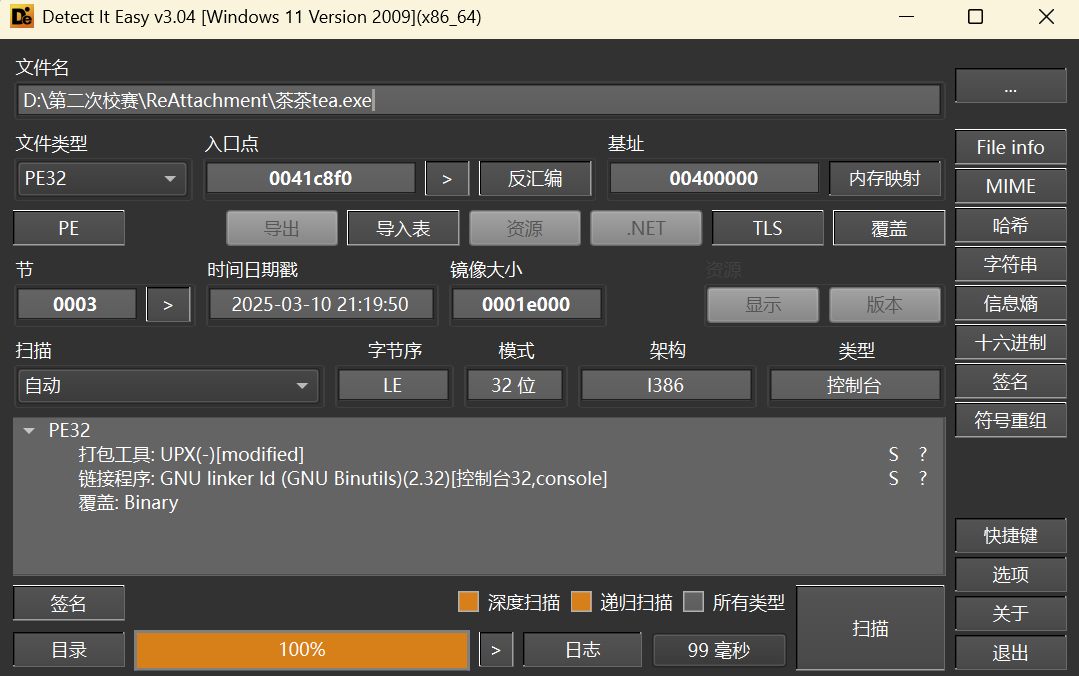 Detect It Easy v3.04 [Windows 11 Version 2009](x86_64)
文件名
D:\第二次校赛\ReAttachment\茶茶tea.exe
...
文件类型 入口点 基址
PE32 0041c8f0 > 反汇编 00400000 内存映射
File info
MIME
PE 导出 导入表 资源 .NET TLS 覆盖
哈希
节 时间日期戳 镜像大小 资源
字符串
0003 > 2025-03-10 21:19:50 0001e000 显示 版本
信息熵
十六进制
扫描 字节序 模式 架构 类型
自动 LE 32 位 I386 控制台
签名
符号重组
PE32
打包工具: UPX(-)[modified] S ?
链接程序: GNU linker ld (GNU Binutils)(2.32)[控制台32,console] S ?
覆盖: Binary
快捷键
选项
签名 深度扫描 递归扫描 所有类型
扫描
关于
目录 100% > 日志 99 毫秒
退出